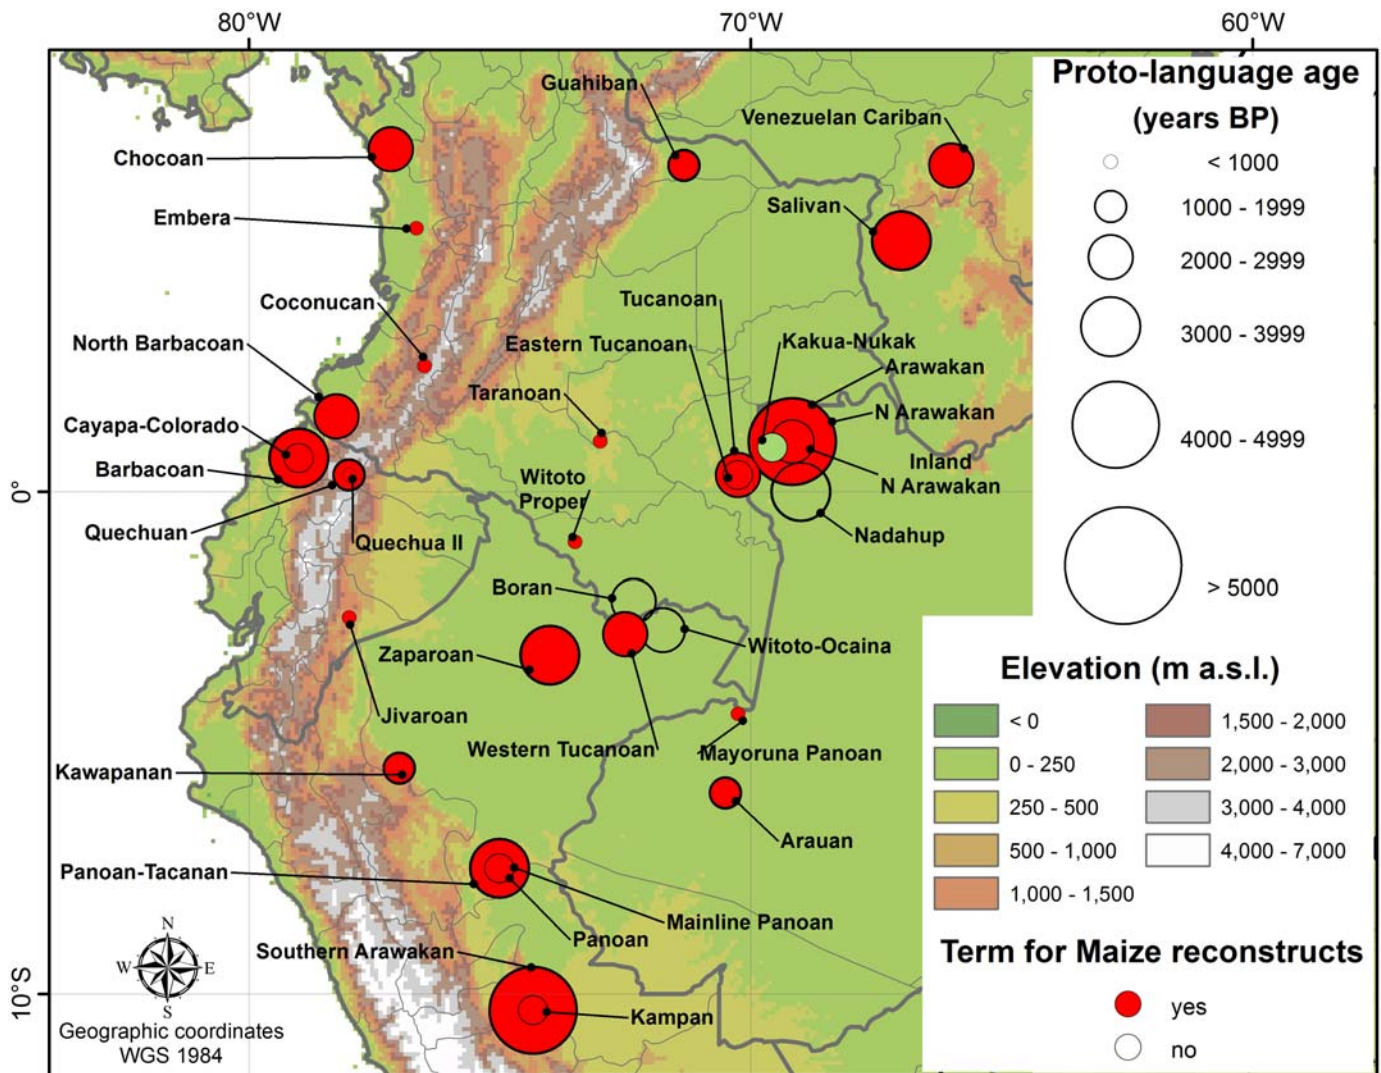 80°W
70°W
60°W
Guahiban
Venezuelan Cariban
Chocoan
Embera
Salivan
Coconucan
Tucanoan
North Barbacoan
Eastern Tucanoan
Kakua-Nukak
Arawakan
Taranoan
N Arawakan
Cayapa-Colorado
Barbacoan
Inland
N Arawakan
Witoto
Proper
0°
Quechuan
Quechua II
Nadahup
Boran
Witoto-Ocaina
Zaparoan
Jivaroan
Western Tucanoan
Mayoruna Panoan
Kawapanan
Arauan
Panoan-Tacanan
Mainline Panoan
Panoan
Southern Arawakan
Kampan
10°S
N
W
E
S
Geographic coordinates
WGS 1984
Proto-language age
(years BP)
< 1000
1000 - 1999
2000 - 2999
3000 - 3999
4000 - 4999
> 5000
Elevation (m a.s.l.)
< 0
0 - 250
250 - 500
500 - 1,000
1,000 - 1,500
1,500 - 2,000
2,000 - 3,000
3,000 - 4,000
4,000 - 7,000
Term for Maize reconstructs
yes
no